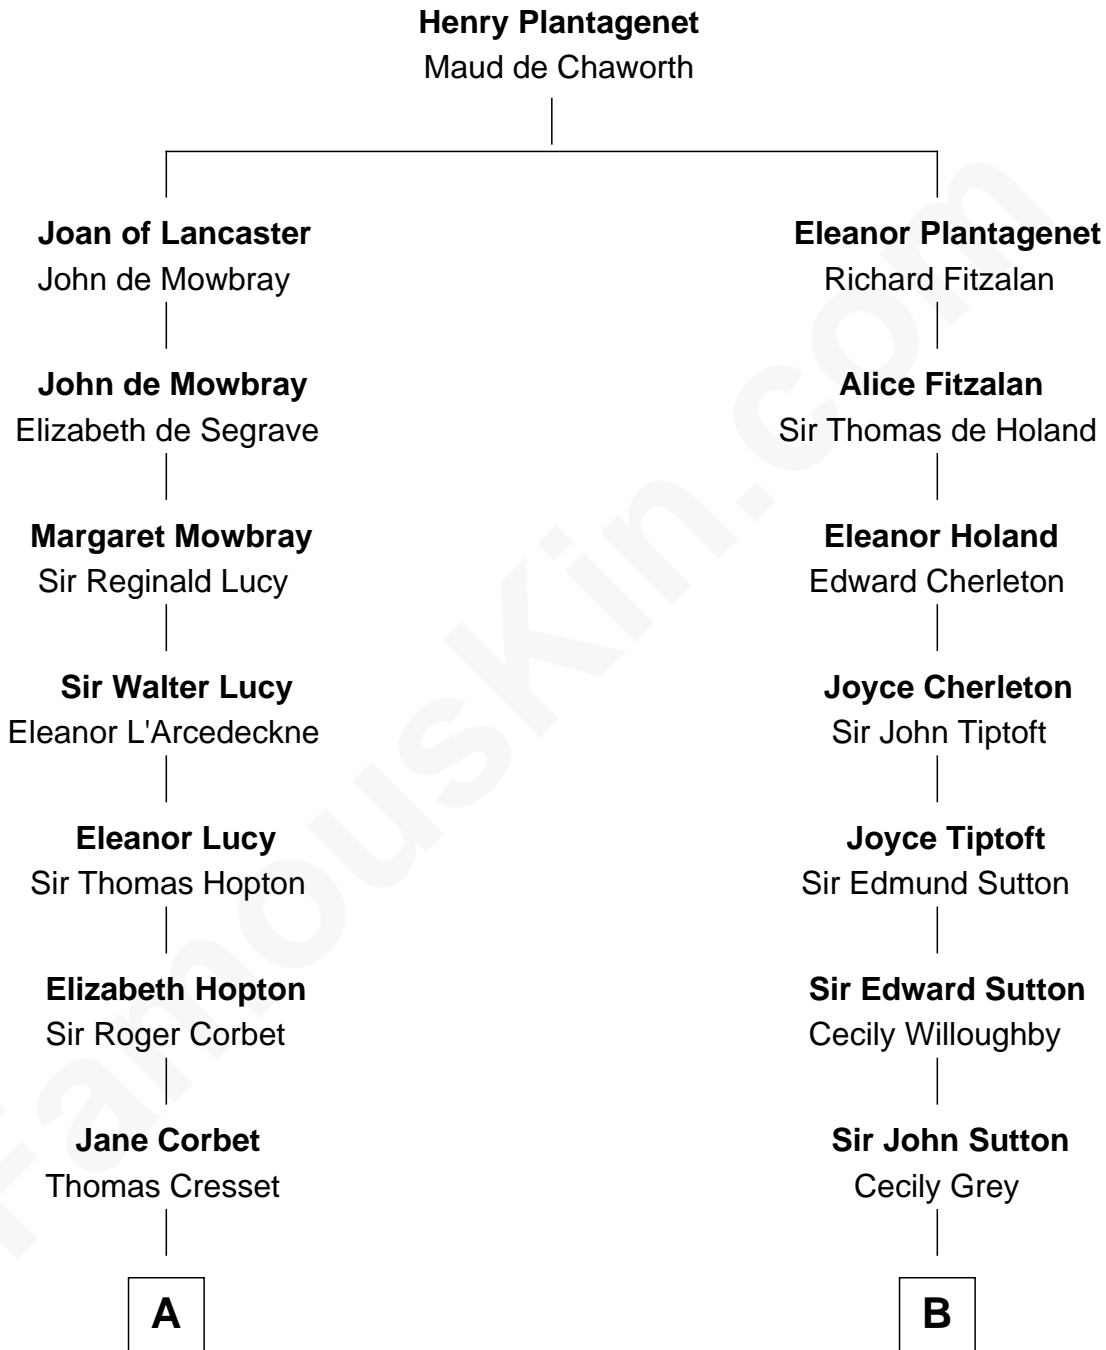 Henry Plantagenet
Maud de Chaworth
Joan of Lancaster
John de Mowbray
Eleanor Plantagenet
Richard Fitzalan
John de Mowbray
Elizabeth de Segrave
Alice Fitzalan
Sir Thomas de Holand
Margaret Mowbray
Sir Reginald Lucy
Eleanor Holand
Edward Cherleton
Sir Walter Lucy
Eleanor L'Arcedeckne
Joyce Cherleton
Sir John Tiptoft
Eleanor Lucy
Sir Thomas Hopton
Joyce Tiptoft
Sir Edmund Sutton
Elizabeth Hopton
Sir Roger Corbet
Sir Edward Sutton
Cecily Willoughby
Jane Corbet
Thomas Cresset
Sir John Sutton
Cecily Grey
A
B
FamousKin.com